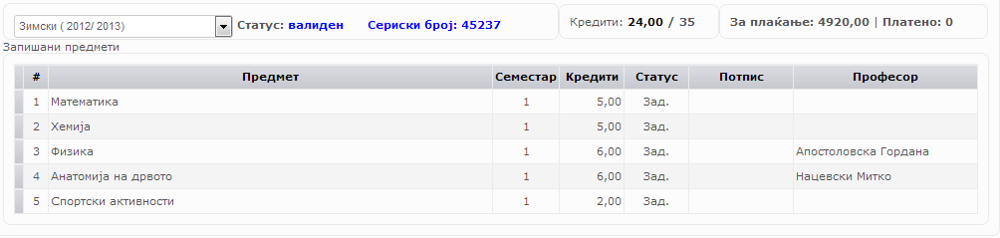 Зимски ( 2012/ 2013) Статус: валиден Сериски број: 45237 Кредити: 24,00 / 35 За плаќање: 4920,00 | Платено: 0
Запишани предмети
# Предмет Семестар Кредити Статус Потпис Професор
1 Математика 1 5,00 Зад.
2 Хемија 1 5,00 Зад.
3 Физика 1 6,00 Зад. Апостоловска Гордана
4 Анатомија на дрвото 1 6,00 Зад. Нацевски Митко
5 Спортски активности 1 2,00 Зад.